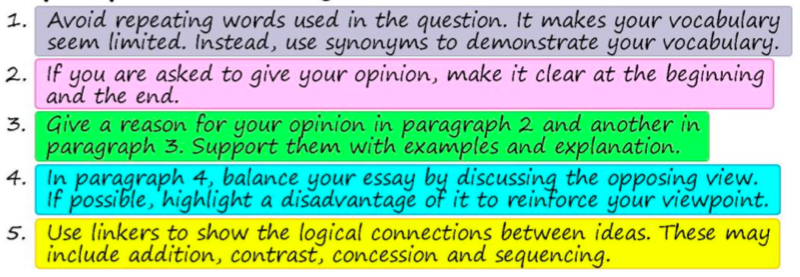 1. Avoid repeating words used in the question. It makes your vocabulary
seem limited. Instead, use synonyms to demonstrate your vocabulary.
2. If you are asked to give your opinion, make it clear at the beginning
and the end.
3. Give a reason for your opinion in paragraph 2 and another in
paragraph 3. Support them with examples and explanation.
4. In paragraph 4, balance your essay by discussing the opposing view.
If possible, highlight a disadvantage of it to reinforce your viewpoint.
5. Use linkers to show the logical connections between ideas. These may
include addition, contrast, concession and sequencing.